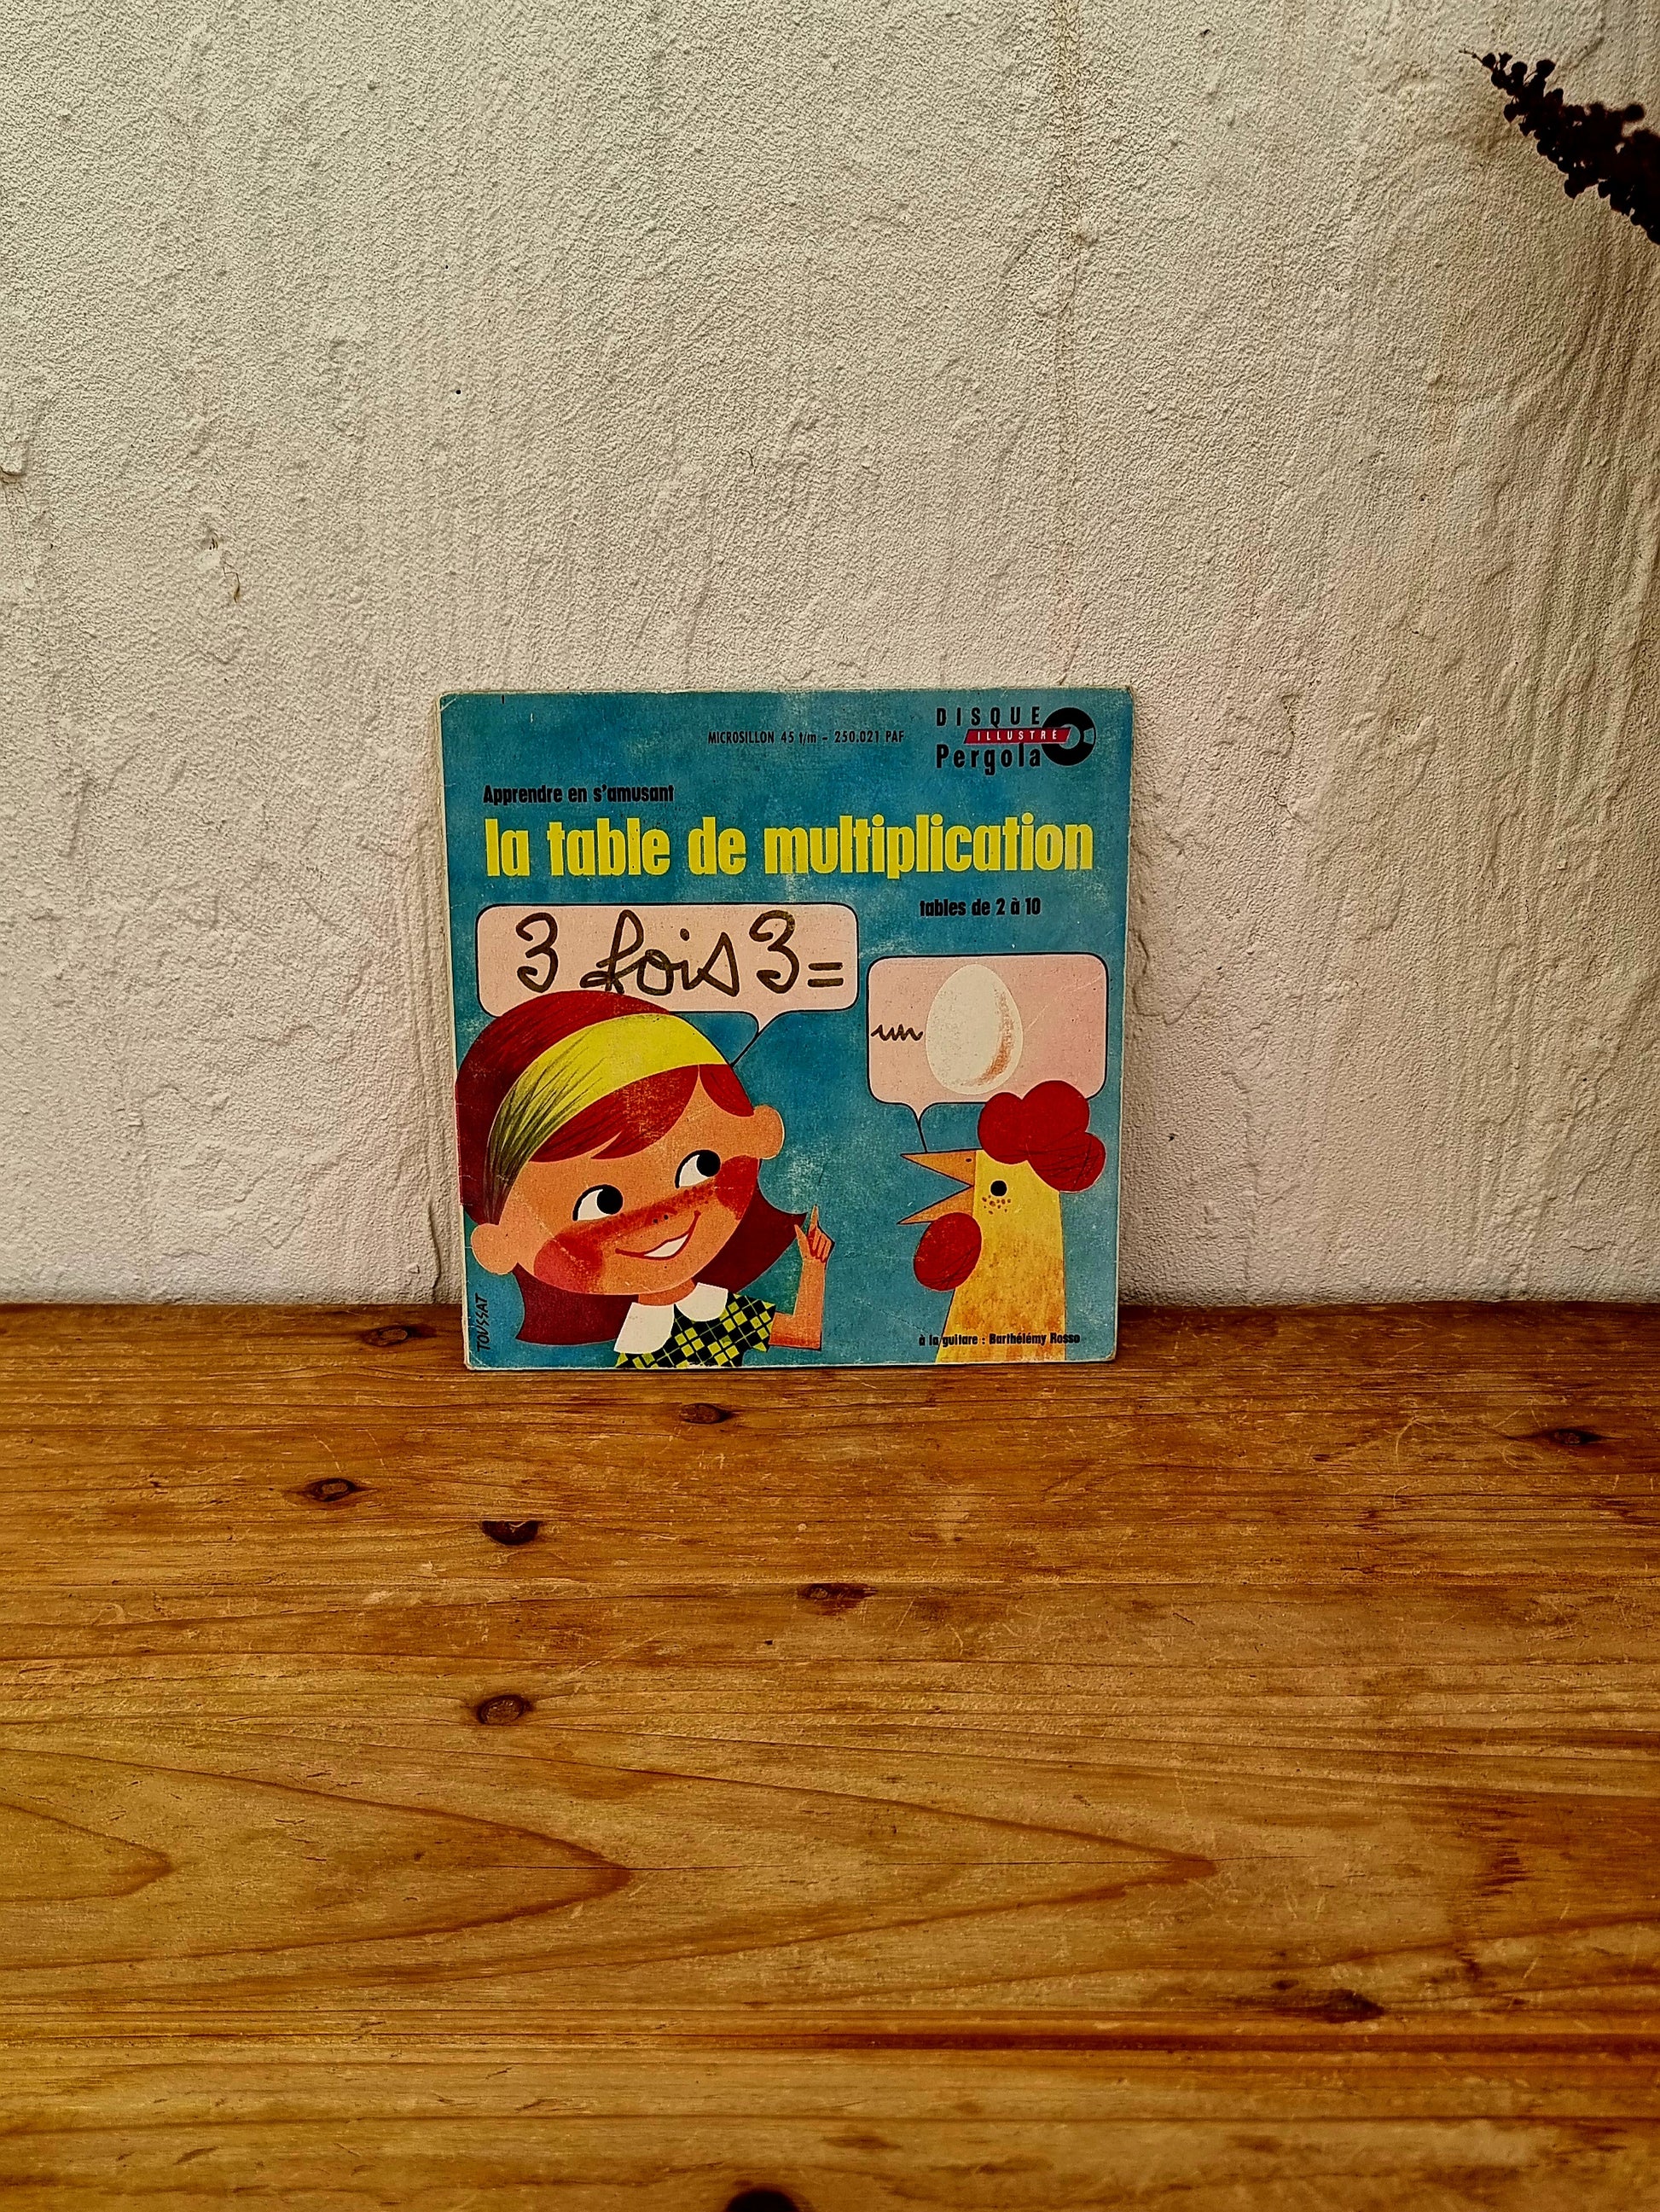 DISQUE
ILLUSTRÉ
Pergola
MICROSILLON 45 t/m - 250.021 PAF
Apprendre en s'amusant
la table de multiplication
tables de 2 à 10
3 fois 3 =
un
TOUSSAT
à la guitare : Barthélémy Rosso